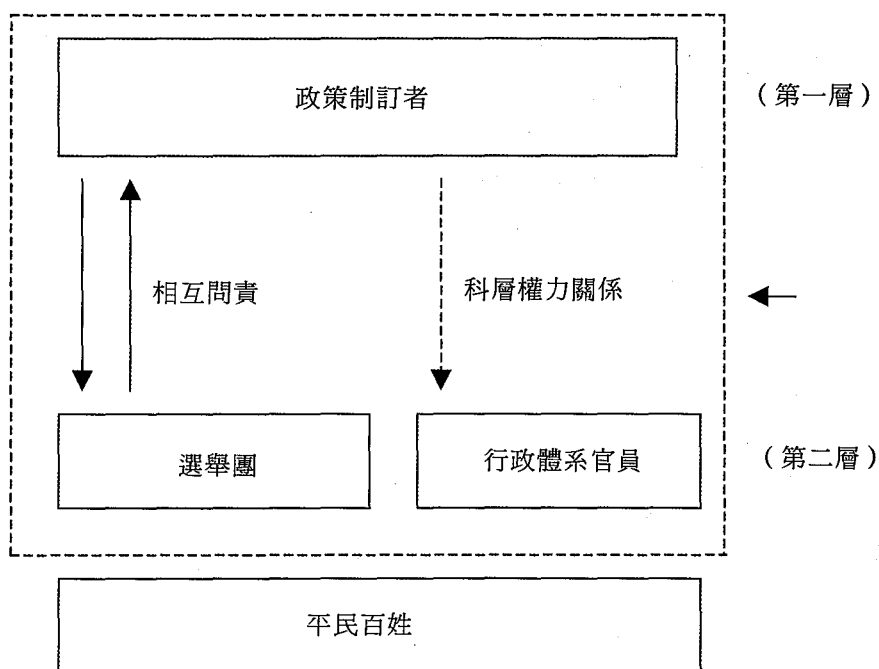 政策制訂者
(第一層)
相互問責
科層權力關係
選舉團
行政體系官員
(第二層)
平民百姓